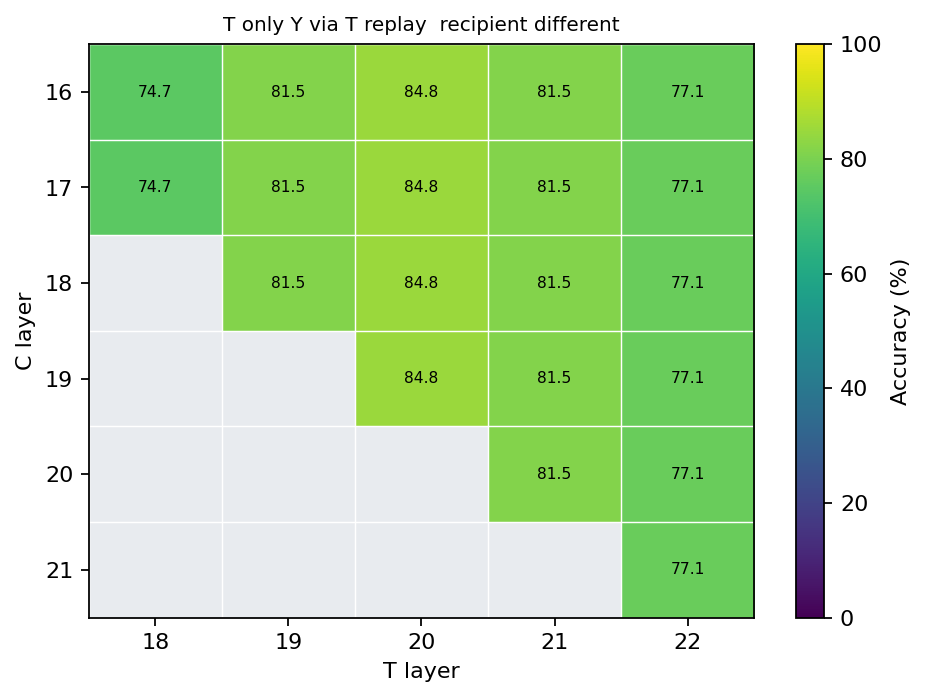 T only Y via T replay  recipient different
100
16 74.7 81.5 84.8 81.5 77.1
80
17 74.7 81.5 84.8 81.5 77.1
18 81.5 84.8 81.5 77.1
60
C layer
Accuracy (%)
19 84.8 81.5 77.1
40
20 81.5 77.1
20
21 77.1
0
18 19 20 21 22
T layer